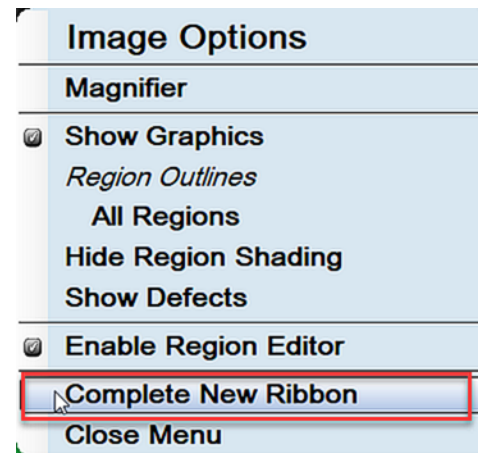 Image Options
Magnifier
Show Graphics
Region Outlines
All Regions
Hide Region Shading
Show Defects
Enable Region Editor
Complete New Ribbon
Close Menu